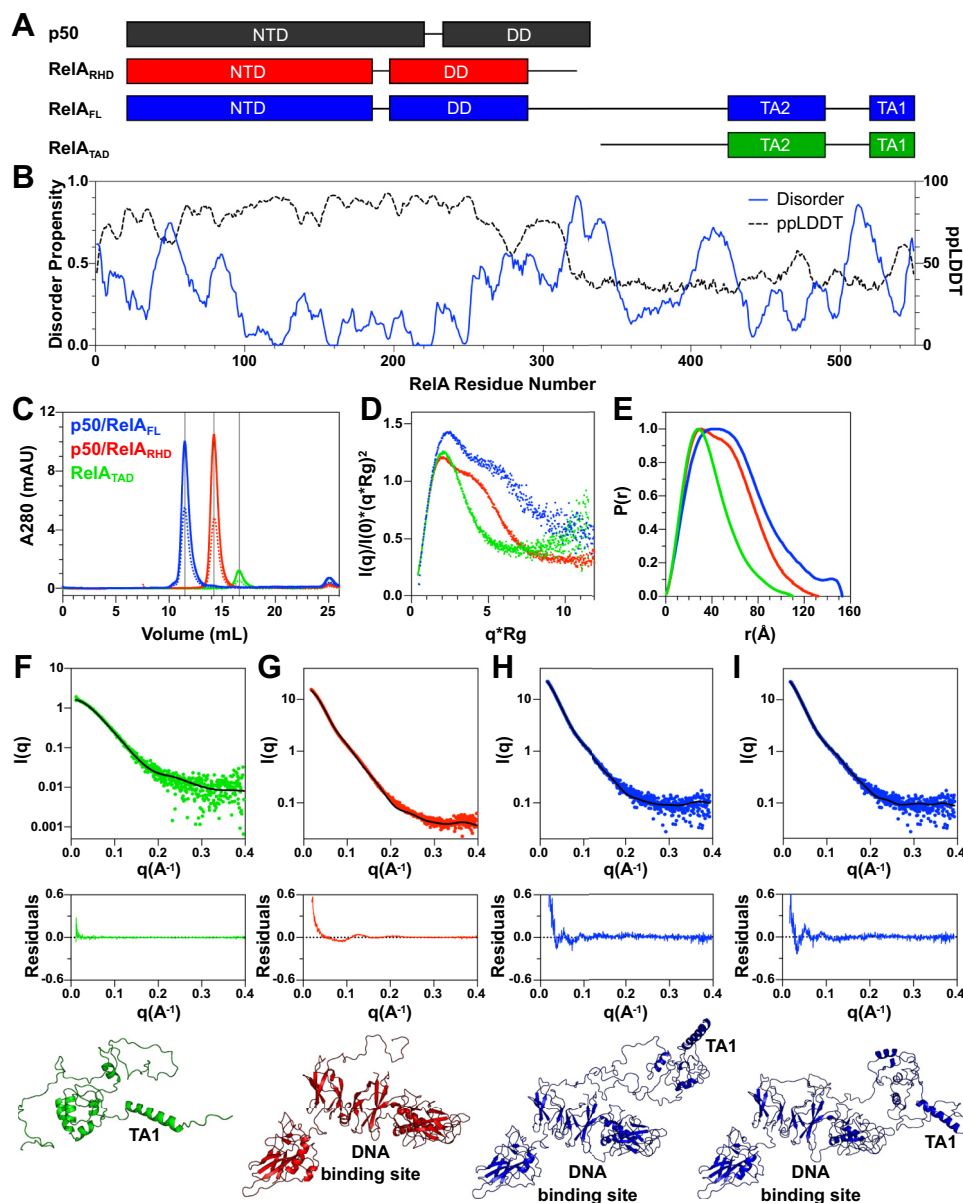 A
p50
NTD
DD
RelARHD
NTD
DD
RelAFL
NTD
DD
TA2
TA1
RelATAD
TA2
TA1
B
Disorder Propensity
1.0
0.5
0.0
Disorder
ppLDDT
100
50
0
ppLDDT
0 100 200 300 400 500
RelA Residue Number
C
A280 (mAU)
12
10
8
6
4
2
0
p50/RelAFL
p50/RelARHD
RelATAD
0 5 10 15 20 25
Volume (mL)
D
I(q)/I(0)*(q*Rg)2
1.5
1.0
0.5
0.0
0 5 10
q*Rg
E
P(r)
1.0
0.8
0.6
0.4
0.2
0.0
0 40 80 120 160
r(Å)
F
I(q)
10
1
0.1
0.01
0.001
0.0 0.1 0.2 0.3 0.4
q(A-1)
G
I(q)
10
1
0.1
0.0 0.1 0.2 0.3 0.4
q(A-1)
H
I(q)
10
1
0.1
0.0 0.1 0.2 0.3 0.4
q(A-1)
I
I(q)
10
1
0.1
0.0 0.1 0.2 0.3 0.4
q(A-1)
Residuals
0.6
0.0
-0.6
0.0 0.1 0.2 0.3 0.4
q(A-1)
Residuals
0.6
0.0
-0.6
0.0 0.1 0.2 0.3 0.4
q(A-1)
Residuals
0.6
0.0
-0.6
0.0 0.1 0.2 0.3 0.4
q(A-1)
Residuals
0.6
0.0
-0.6
0.0 0.1 0.2 0.3 0.4
q(A-1)
TA1
DNA
binding site
TA1
DNA
binding site
TA1
DNA
binding site